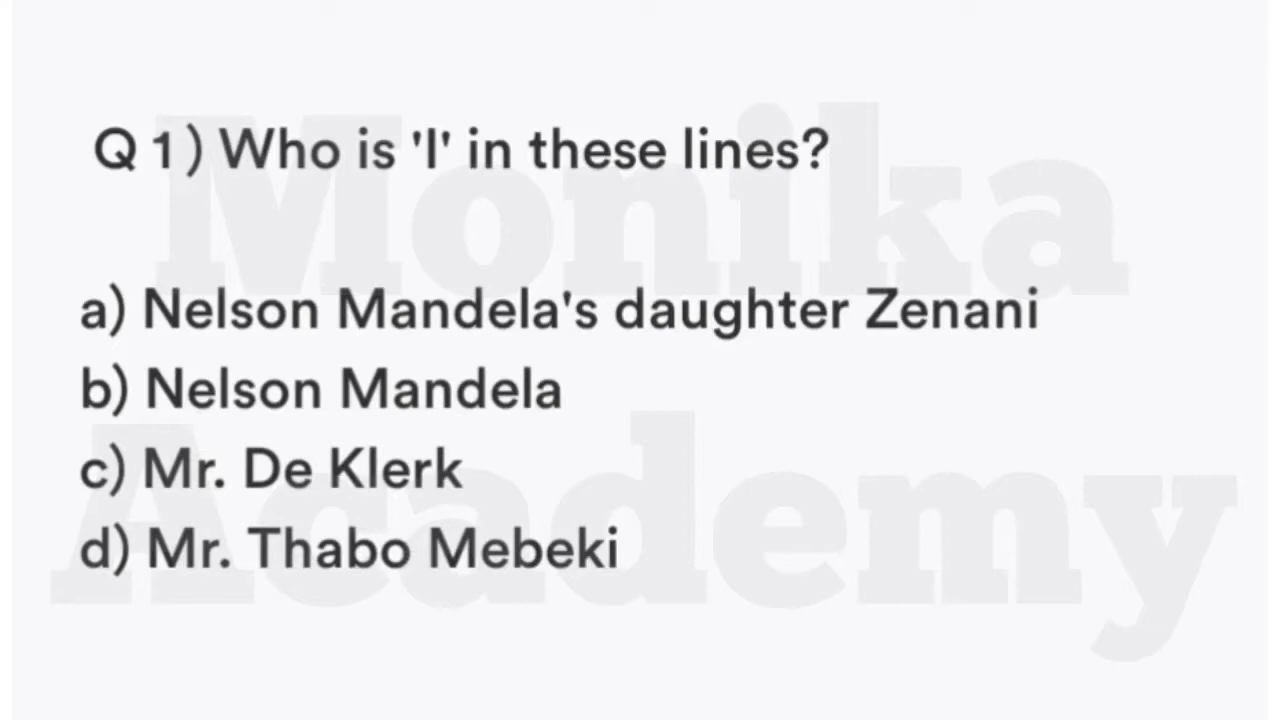 Q 1) Who is 'I' in these lines?
a) Nelson Mandela's daughter Zenani
b) Nelson Mandela
c) Mr. De Klerk
d) Mr. Thabo Mebeki
Monika
Academy